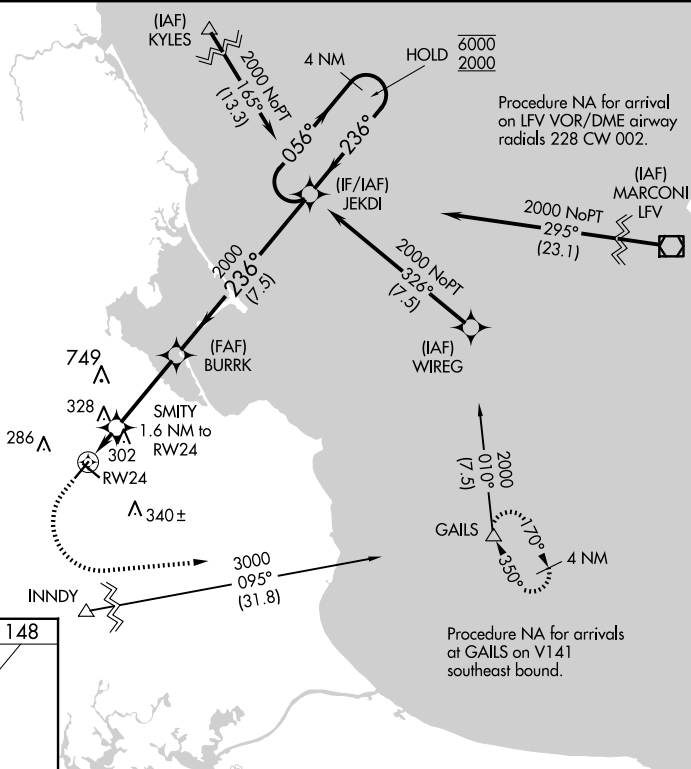 (IAF)
KYLES
2000 NoPT
165°
(13.3)
4 NM
HOLD
6000
2000
056°
236°
Procedure NA for arrival
on LFV VOR/DME airway
radials 228 CW 002.
(IF/IAF)
JEKDI
(IAF)
MARCONI
LFV
2000 NoPT
295°
(23.1)
2000 NoPT
326°
(7.5)
2000
236°
(7.5)
(IAF)
WIREG
(FAF)
BURRK
749
328
SMITY
1.6 NM to
RW24
286
302
RW24
340 ±
2000
010°
(7.5)
GAILS
170°
350°
4 NM
3000
095°
(31.8)
INNDY
148
Procedure NA for arrivals
at GAILS on V141
southeast bound.